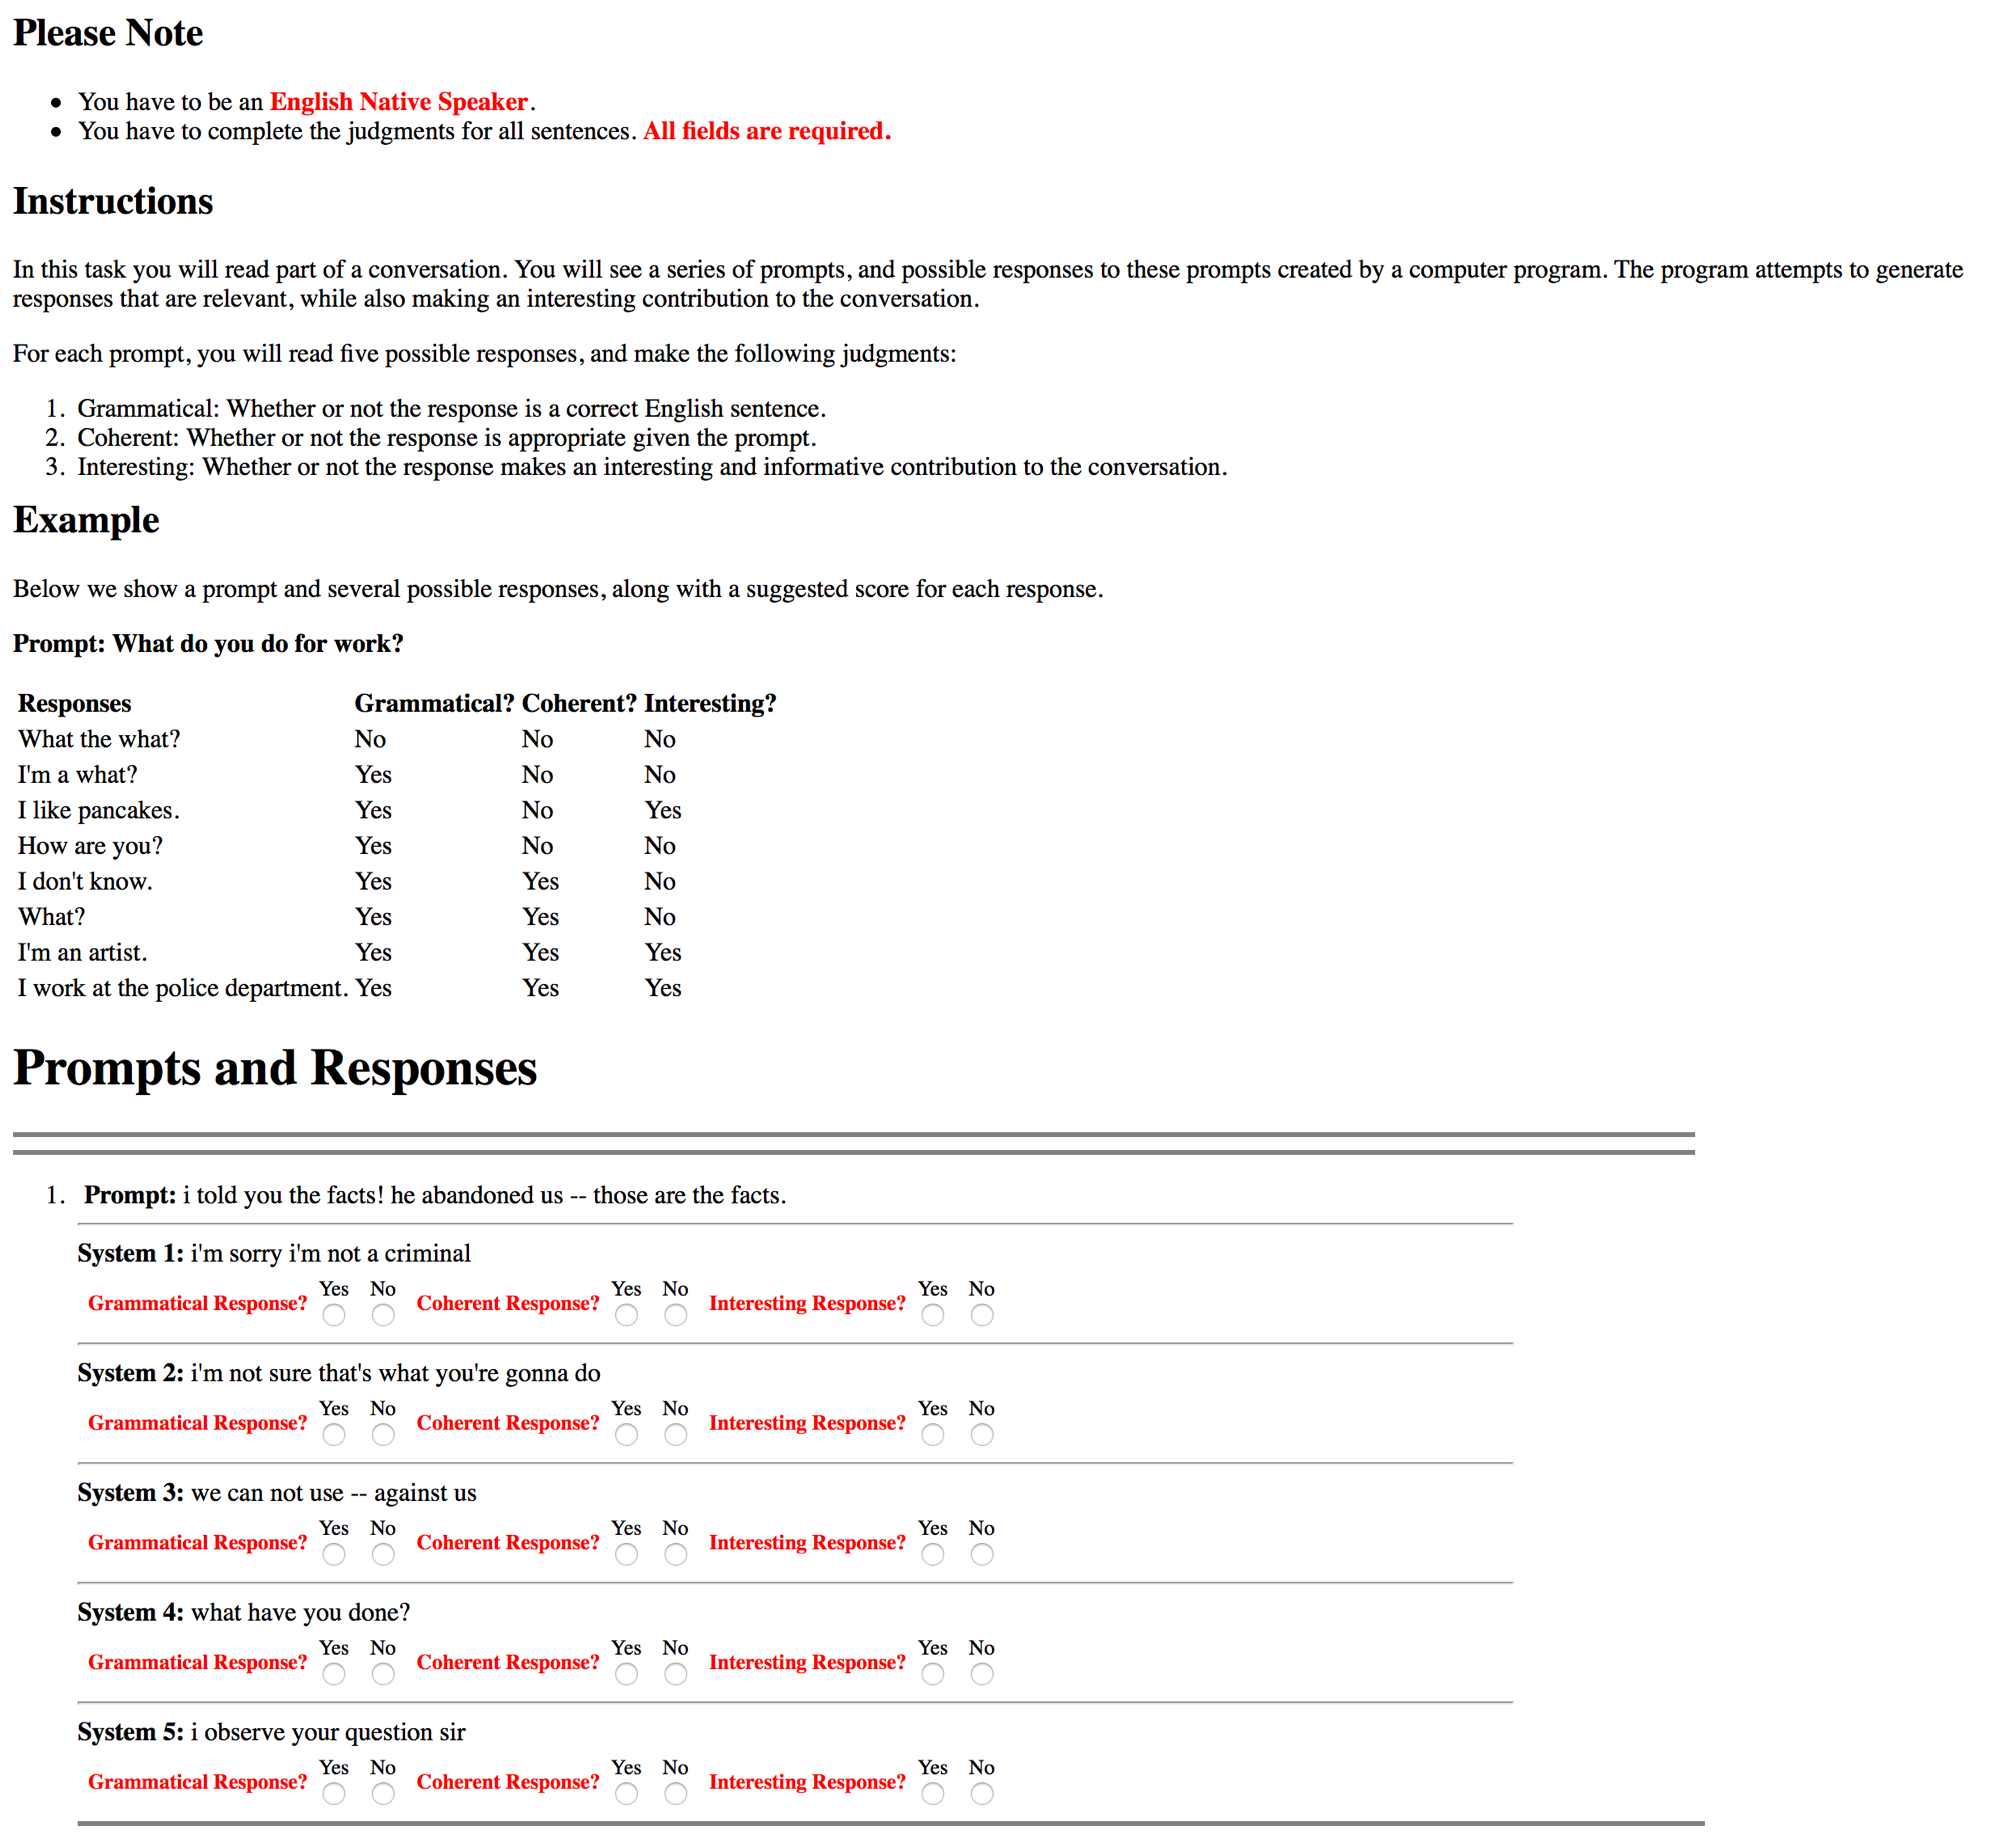 Please Note
You have to be an English Native Speaker.
You have to complete the judgments for all sentences. All fields are required.
Instructions
In this task you will read part of a conversation. You will see a series of prompts, and possible responses to these prompts created by a computer program. The program attempts to generate
responses that are relevant, while also making an interesting contribution to the conversation.
For each prompt, you will read five possible responses, and make the following judgments:
1. Grammatical: Whether or not the response is a correct English sentence.
2. Coherent: Whether or not the response is appropriate given the prompt.
3. Interesting: Whether or not the response makes an interesting and informative contribution to the conversation.
Example
Below we show a prompt and several possible responses, along with a suggested score for each response.
Prompt: What do you do for work?
Responses Grammatical? Coherent? Interesting?
What the what? No No No
I'm a what? Yes No No
I like pancakes. Yes No Yes
How are you? Yes No No
I don't know. Yes Yes No
What? Yes Yes No
I'm an artist. Yes Yes Yes
I work at the police department. Yes Yes Yes
Prompts and Responses
1. Prompt: i told you the facts! he abandoned us -- those are the facts.
System 1: i'm sorry i'm not a criminal
Yes No Yes No Yes No
Grammatical Response? Coherent Response? Interesting Response?
System 2: i'm not sure that's what you're gonna do
Yes No Yes No Yes No
Grammatical Response? Coherent Response? Interesting Response?
System 3: we can not use -- against us
Yes No Yes No Yes No
Grammatical Response? Coherent Response? Interesting Response?
System 4: what have you done?
Yes No Yes No Yes No
Grammatical Response? Coherent Response? Interesting Response?
System 5: i observe your question sir
Yes No Yes No Yes No
Grammatical Response? Coherent Response? Interesting Response?